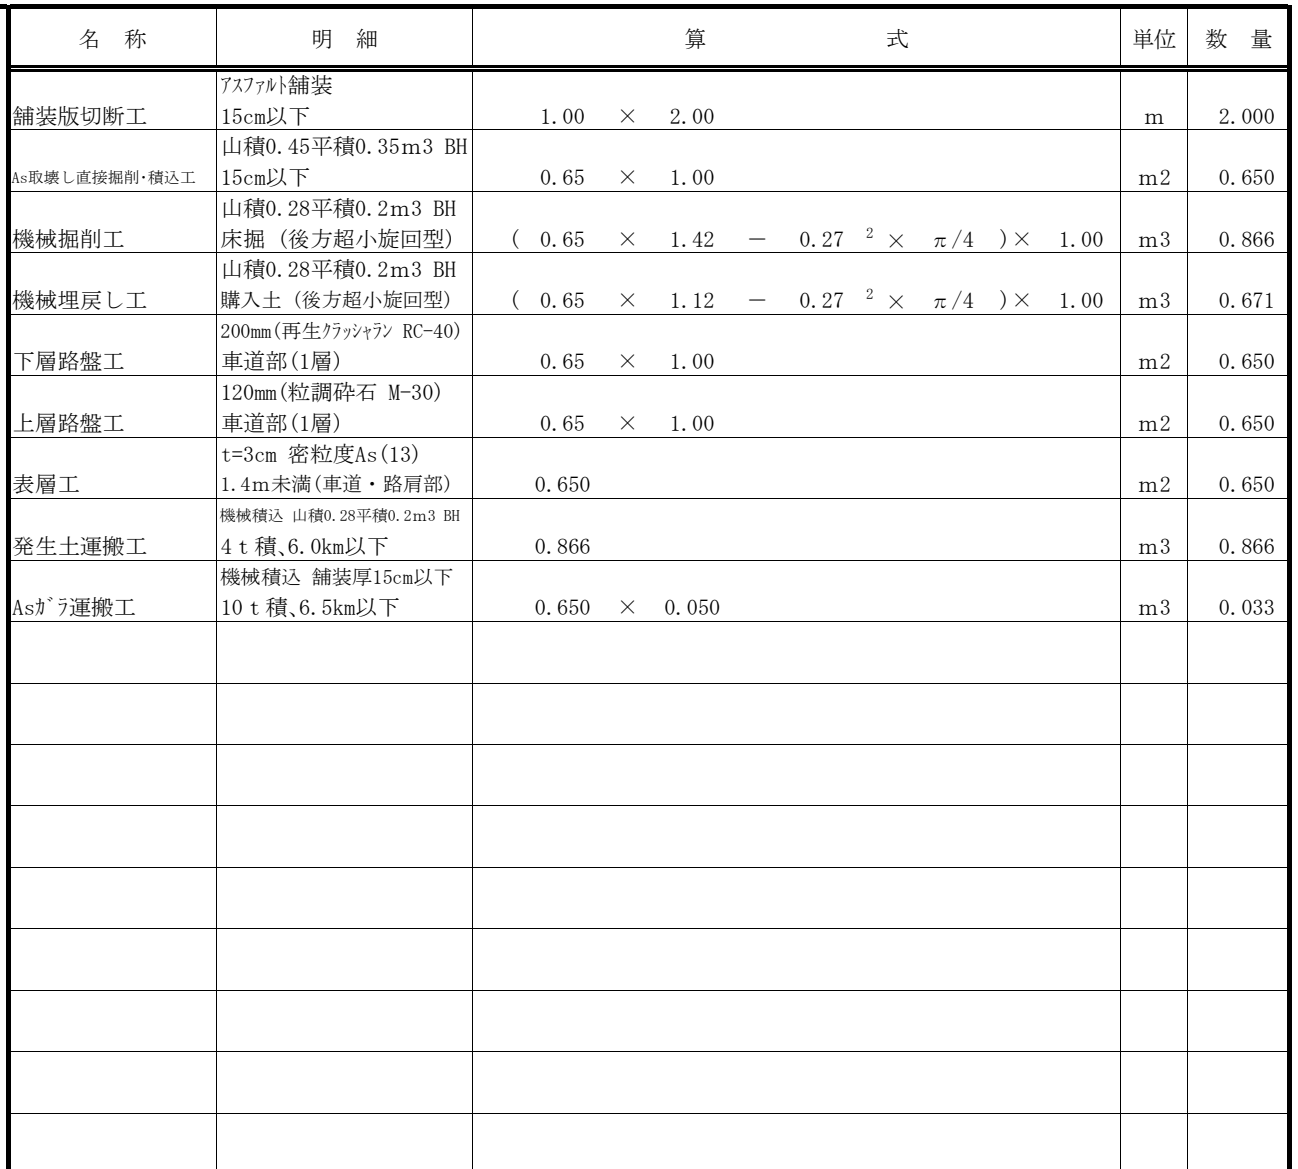 名　称　明　細　算　式　単位　数　量
ｱｽﾌｧﾙﾄ舗装
舗装版切断工　15cm以下　1.00　×　2.00　m　2.000
山積0.45平積0.35ｍ3 BH
As取壊し直接掘削･積込工　15cm以下　0.65　×　1.00　m2　0.650
山積0.28平積0.2ｍ3 BH
機械掘削工　床掘 (後方超小旋回型)　(　0.65　×　1.42　－　0.27　²　×　π/4　)×　1.00　m3　0.866
山積0.28平積0.2ｍ3 BH
機械埋戻し工　購入土 (後方超小旋回型)　(　0.65　×　1.12　－　0.27　²　×　π/4　)×　1.00　m3　0.671
200mm(再生ｸﾗｯｼｬﾗﾝ RC-40)
下層路盤工　車道部(1層)　0.65　×　1.00　m2　0.650
120mm(粒調砕石 M-30)
上層路盤工　車道部(1層)　0.65　×　1.00　m2　0.650
t=3cm 密粒度As(13)
表層工　1.4ｍ未満(車道・路肩部)　0.650　m2　0.650
機械積込 山積0.28平積0.2ｍ3 BH
発生土運搬工　4ｔ積､6.0km以下　0.866　m3　0.866
機械積込 舗装厚15cm以下
Asｶﾞﾗ運搬工　10ｔ積､6.5km以下　0.650　×　0.050　m3　0.033